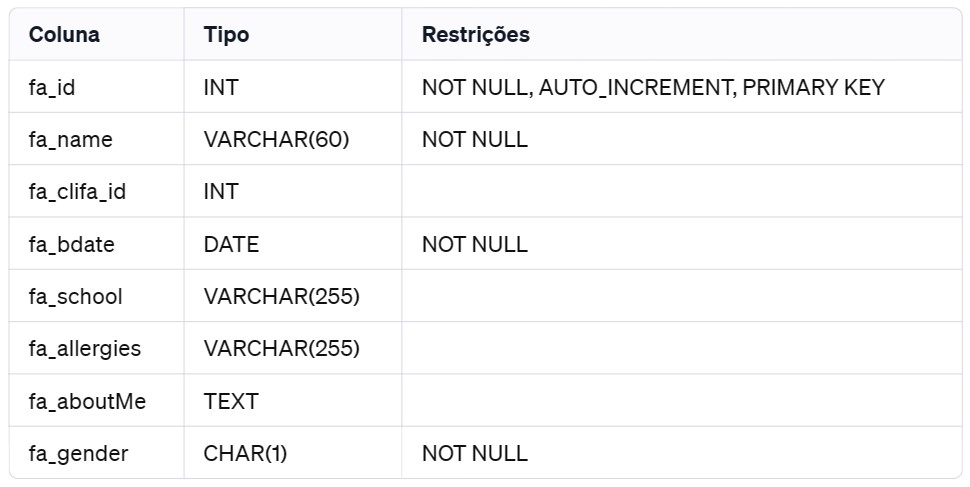 Coluna Tipo Restrições
fa_id INT NOT NULL, AUTO_INCREMENT, PRIMARY KEY
fa_name VARCHAR(60) NOT NULL
fa_clifa_id INT
fa_bdate DATE NOT NULL
fa_school VARCHAR(255)
fa_allergies VARCHAR(255)
fa_aboutMe TEXT
fa_gender CHAR(1) NOT NULL